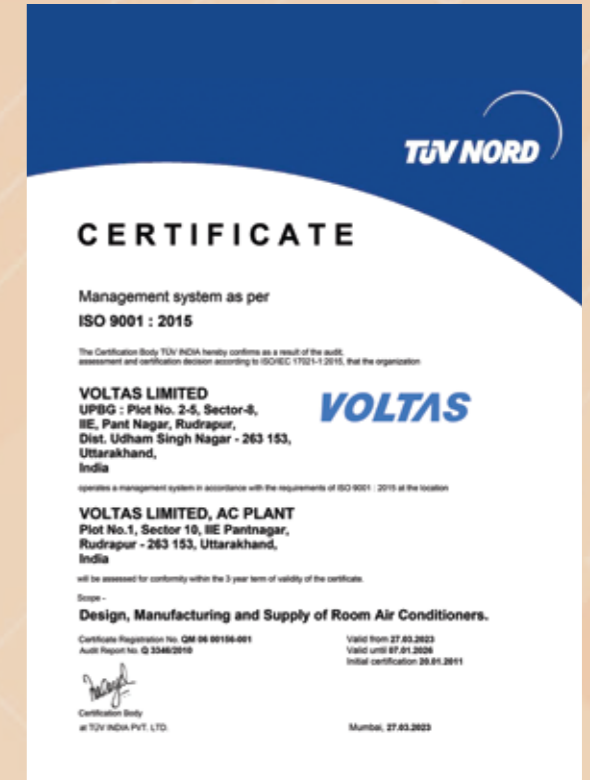 TÜV NORD
CERTIFICATE
Management system as per
ISO 9001 : 2015
The Certification Body TÜV INDIA hereby confirms as a result of the audit,
assessment and certification decision according to ISO/IEC 17021-1:2015, that the organization
VOLTAS LIMITED
UPBG : Plot No. 2-5, Sector-8,
IIE, Pant Nagar, Rudrapur,
Dist. Udham Singh Nagar - 263 153,
Uttarakhand,
India
VOLTAS
operates a management system in accordance with the requirements of ISO 9001 : 2015 at the location
VOLTAS LIMITED, AC PLANT
Plot No.1, Sector 10, IIE Pantnagar,
Rudrapur - 263 153, Uttarakhand,
India
will be assessed for conformity within the 3 year term of validity of the certificate.
Scope -
Design, Manufacturing and Supply of Room Air Conditioners.
Certificate Registration No. QM 06 00156-001
Audit Report No. Q 3346/2010
Valid from 27.03.2023
Valid until 07.01.2026
Initial certification 20.01.2011
Certification Body
at TÜV INDIA PVT. LTD.
Mumbai, 27.03.2023